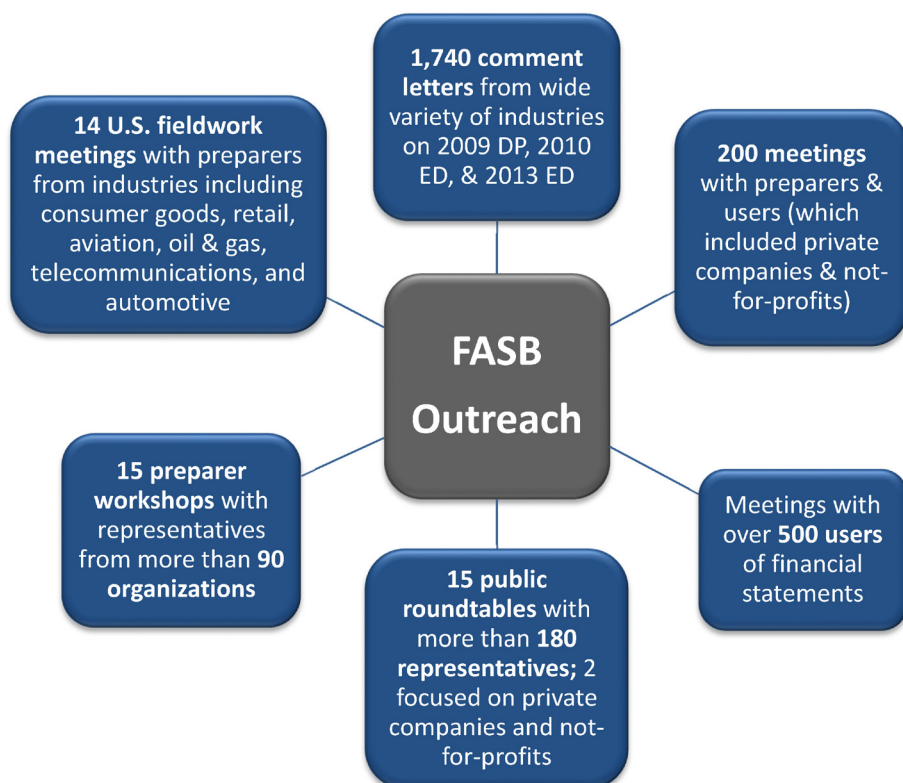 1,740 comment
letters from wide
variety of industries
on 2009 DP, 2010
ED, & 2013 ED
14 U.S. fieldwork
meetings with preparers
from industries including
consumer goods, retail,
aviation, oil & gas,
telecommunications, and
automotive
200 meetings
with preparers &
users (which
included private
companies & not-
for-profits)
FASB
Outreach
15 preparer
workshops with
representatives
from more than 90
organizations
Meetings with
over 500 users
of financial
statements
15 public
roundtables with
more than 180
representatives; 2
focused on private
companies and not-
for-profits